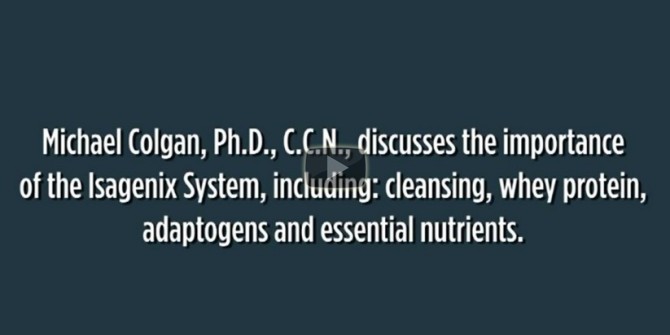 Michael Colgan, Ph.D., C.C.N., discusses the importance
of the Isagenix System, including: cleansing, whey protein,
adaptogens and essential nutrients.